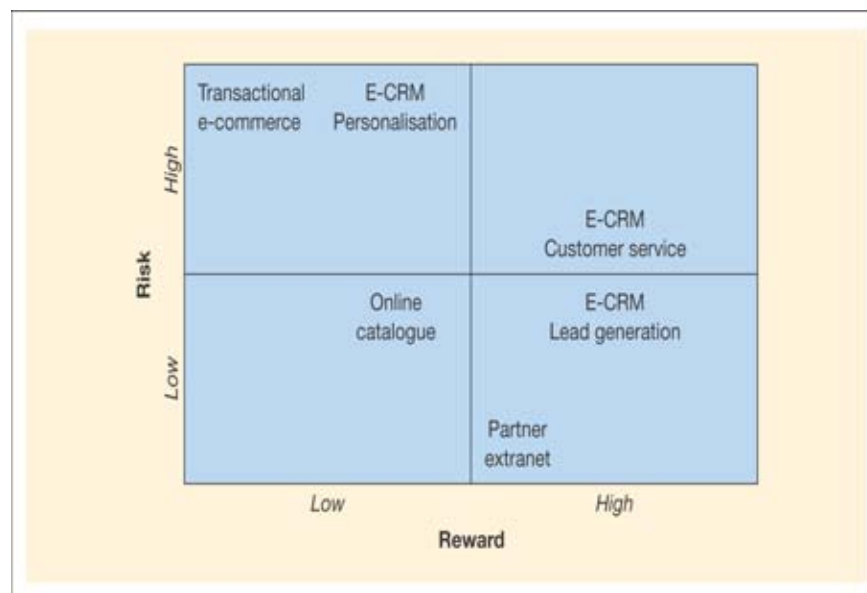 Transactional
e-commerce
E-CRM
Personalisation
E-CRM
Customer service
Online
catalogue
E-CRM
Lead generation
Partner
extranet
High
Risk
Low
Low
High
Reward